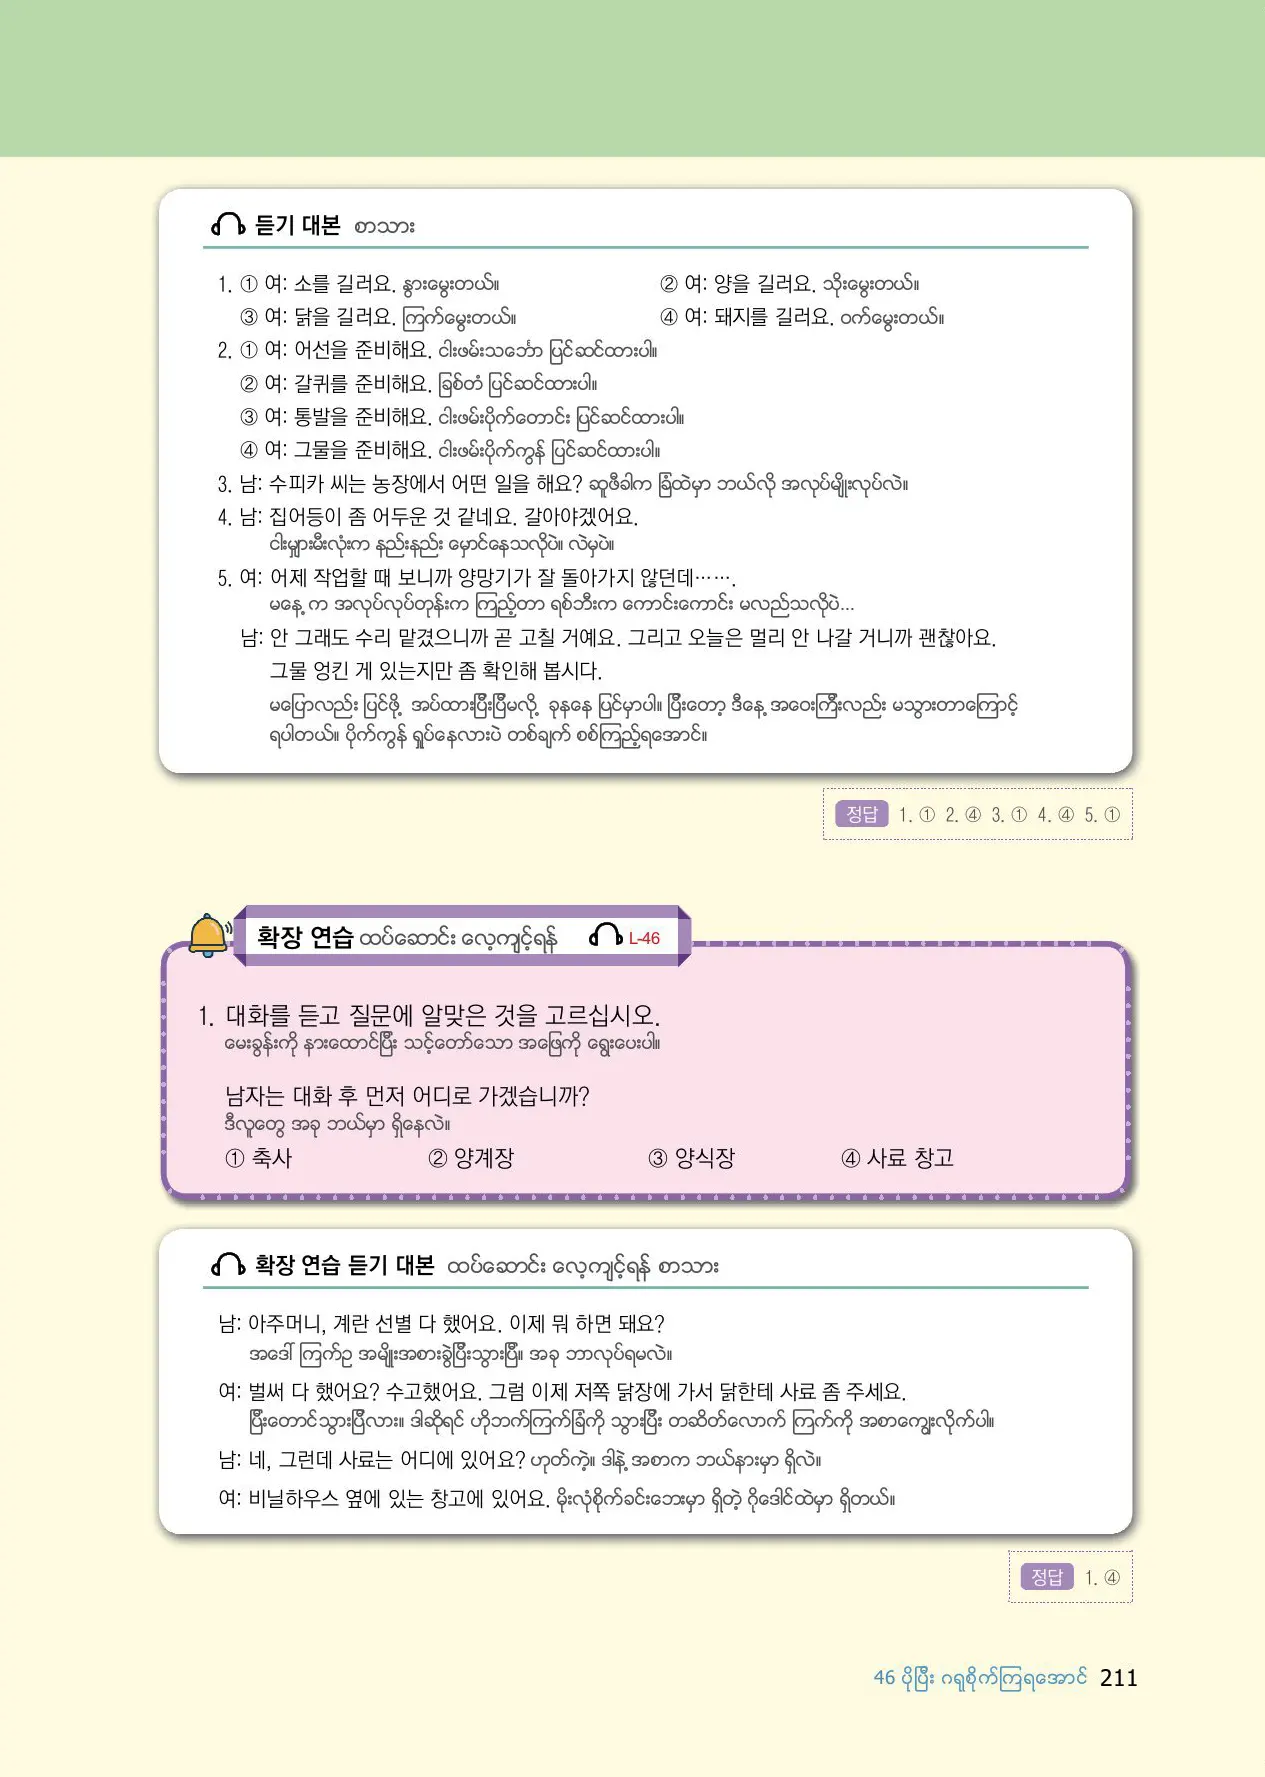 듣기 대본 စာသား
1. ① 여: 소를 길러요. နွားမွေးတယ်။ ② 여: 양을 길러요. သိုးမွေးတယ်။
③ 여: 닭을 길러요. ကြက်မွေးတယ်။ ④ 여: 돼지를 길러요. ဝက်မွေးတယ်။
2. ① 여: 어선을 준비해요. ငါးဖမ်းသင်္ဘော ပြင်ဆင်ထားပါ။
② 여: 갈퀴를 준비해요. ခြစ်တံ ပြင်ဆင်ထားပါ။
③ 여: 통발을 준비해요. ငါးဖမ်းပိုက်တောင်း ပြင်ဆင်ထားပါ။
④ 여: 그물을 준비해요. ငါးဖမ်းပိုက်ကွန် ပြင်ဆင်ထားပါ။
3. 남: 수피카 씨는 농장에서 어떤 일을 해요? ဆူဖီခါက ခြံထဲမှာ ဘယ်လို အလုပ်မျိုးလုပ်လဲ။
4. 남: 집어등이 좀 어두운 것 같네요. 갈아야겠어요.
ငါးမျှားမီးလုံးက နည်းနည်း မှောင်နေသလိုပဲ။ လဲမှပဲ။
5. 여: 어제 작업할 때 보니까 양망기가 잘 돌아가지 않던데…….
မနေ့က အလုပ်လုပ်တုန်းက ကြည့်တာ ရစ်ဘီးက ကောင်းကောင်း မလည်သလိုပဲ...
남: 안 그래도 수리 맡겼으니까 곧 고칠 거예요. 그리고 오늘은 멀리 안 나갈 거니까 괜찮아요.
그물 엉킨 게 있는지만 좀 확인해 봅시다.
မပြောလည်း ပြင်ဖို့ အပ်ထားပြီးပြီမလို့ ခုနနေ ပြင်မှာပါ။ ပြီးတော့ ဒီနေ့ အဝေးကြီးလည်း မသွားတာကြောင့်
ရပါတယ်။ ပိုက်ကွန် ရှုပ်နေလားပဲ တစ်ချက် စစ်ကြည့်ရအောင်။
정답 1. ① 2. ④ 3. ① 4. ④ 5. ①
확장 연습 ထပ်ဆောင်း လေ့ကျင့်ရန် L-46
1. 대화를 듣고 질문에 알맞은 것을 고르십시오.
မေးခွန်းကို နားထောင်ပြီး သင့်တော်သော အဖြေကို ရွေးပေးပါ။
남자는 대화 후 먼저 어디로 가겠습니까?
ဒီလူတွေ အခု ဘယ်မှာ ရှိနေလဲ။
① 축사 ② 양계장 ③ 양식장 ④ 사료 창고
확장 연습 듣기 대본 ထပ်ဆောင်း လေ့ကျင့်ရန် စာသား
남: 아주머니, 계란 선별 다 했어요. 이제 뭐 하면 돼요?
အဒေါ် ကြက်ဥ အမျိုးအစားခွဲပြီးသွားပြီ။ အခု ဘာလုပ်ရမလဲ။
여: 벌써 다 했어요? 수고했어요. 그럼 이제 저쪽 닭장에 가서 닭한테 사료 좀 주세요.
ပြီးတောင်သွားပြီလား။ ဒါဆိုရင် ဟိုဘက်ကြက်ခြံကို သွားပြီး တဆိတ်လောက် ကြက်ကို အစာကျွေးလိုက်ပါ။
남: 네, 그런데 사료는 어디에 있어요? ဟုတ်ကဲ့။ ဒါနဲ့ အစာက ဘယ်နားမှာ ရှိလဲ။
여: 비닐하우스 옆에 있는 창고에 있어요. မိုးလုံစိုက်ခင်းဘေးမှာ ရှိတဲ့ ဂိုဒေါင်ထဲမှာ ရှိတယ်။
정답 1. ④
46 ပိုပြီး ဂရုစိုက်ကြရအောင် 211